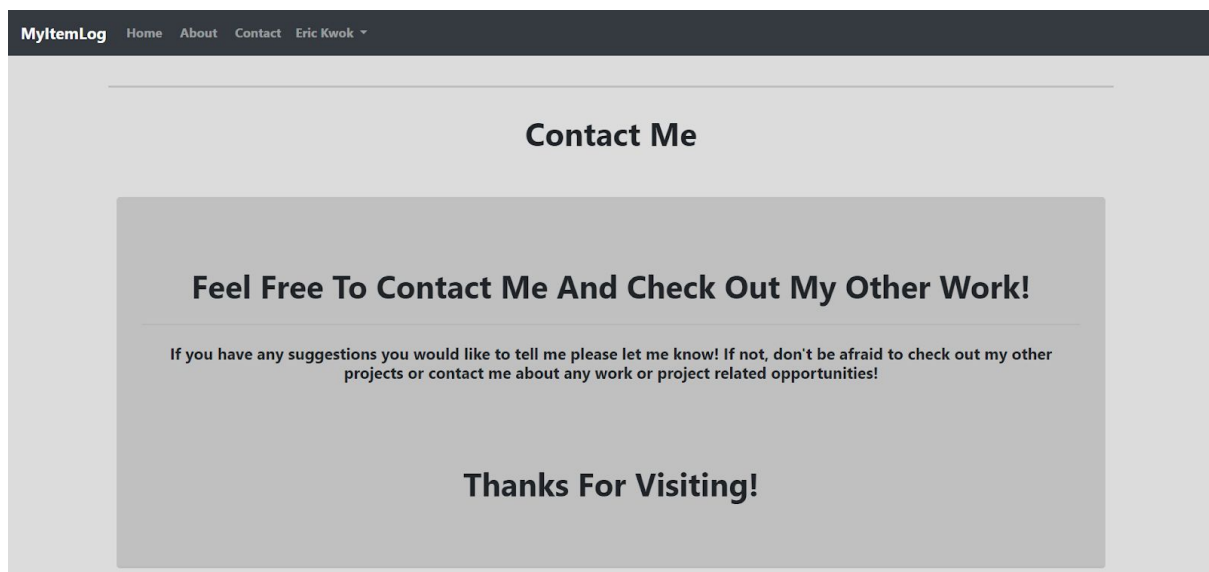 MyItemLog Home About Contact Eric Kwok
Contact Me
Feel Free To Contact Me And Check Out My Other Work!
If you have any suggestions you would like to tell me please let me know! If not, don't be afraid to check out my other
projects or contact me about any work or project related opportunities!
Thanks For Visiting!